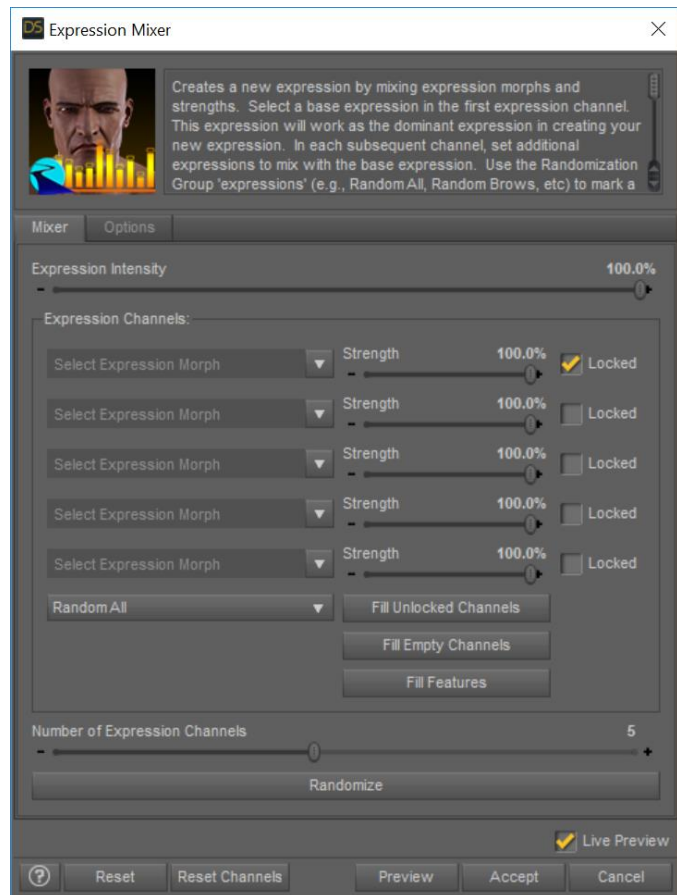 DS Expression Mixer
Creates a new expression by mixing expression morphs and
strengths. Select a base expression in the first expression channel.
This expression will work as the dominant expression in creating your
new expression. In each subsequent channel, set additional
expressions to mix with the base expression. Use the Randomization
Group 'expressions' (e.g., Random All, Random Brows, etc) to mark a
Mixer Options
Expression Intensity 100.0%
- +
Expression Channels:
Select Expression Morph Strength 100.0% Locked
- +
Select Expression Morph Strength 100.0% Locked
- +
Select Expression Morph Strength 100.0% Locked
- +
Select Expression Morph Strength 100.0% Locked
- +
Select Expression Morph Strength 100.0% Locked
- +
Random All Fill Unlocked Channels
Fill Empty Channels
Fill Features
Number of Expression Channels 5
- +
Randomize
Live Preview
? Reset Reset Channels Preview Accept Cancel